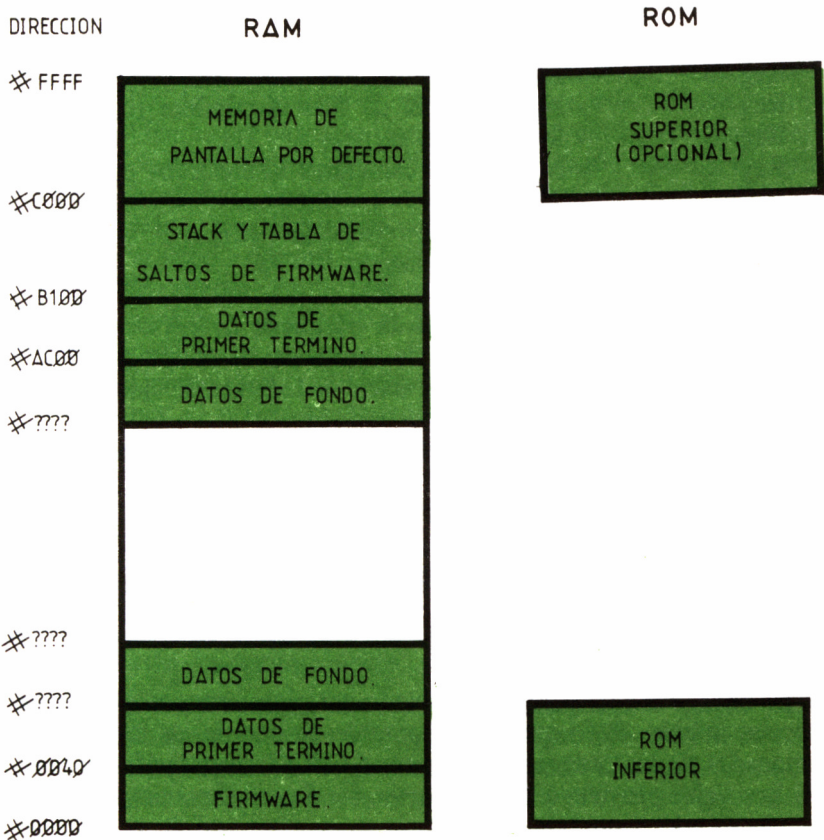 DIRECCION
RAM
ROM
# FFFF
MEMORIA DE
PANTALLA POR DEFECTO.
ROM
SUPERIOR
(OPCIONAL)
#C000
STACK Y TABLA DE
SALTOS DE FIRMWARE.
# B100
DATOS DE
PRIMER TERMINO.
#AC00
DATOS DE FONDO.
# ????
# ????
DATOS DE FONDO.
# ????
DATOS DE
PRIMER TERMINO.
ROM
INFERIOR
# 0040
FIRMWARE.
#0000